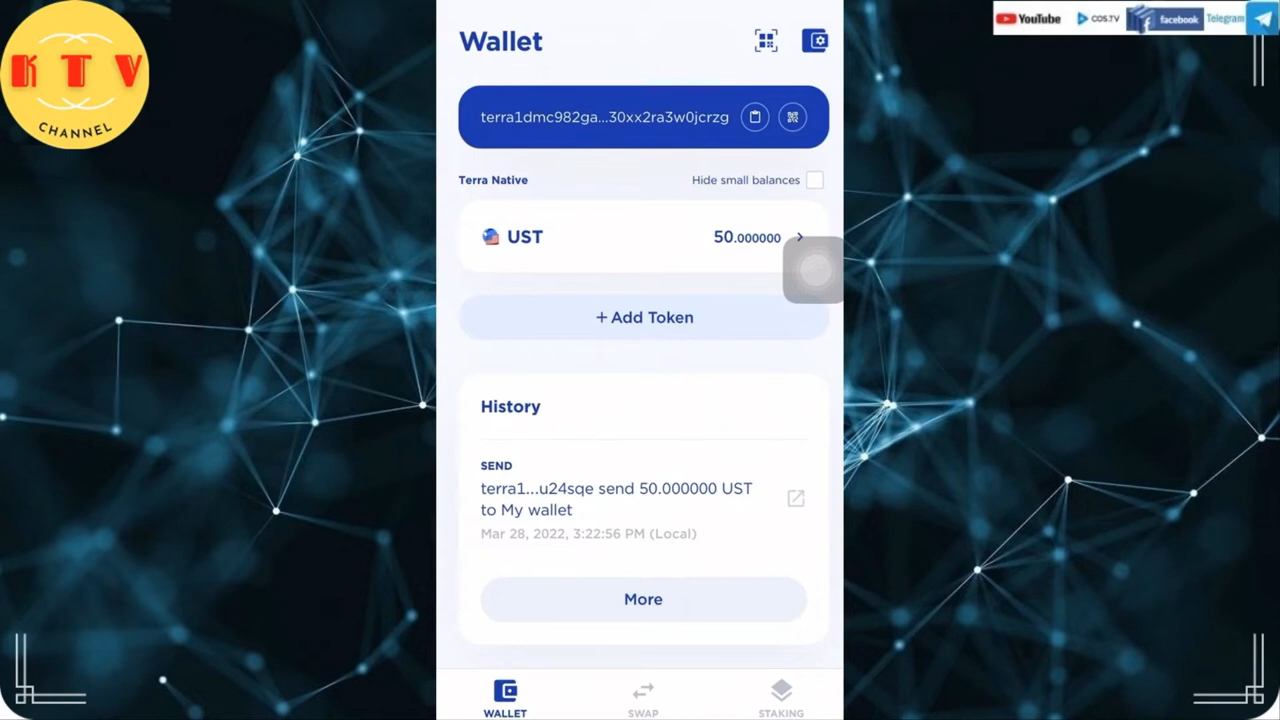 K T V
CHANNEL
YouTube
COS.TV
facebook
Telegram
Wallet
terra1dmc982ga...30xx2ra3w0jcrzg
Terra Native
Hide small balances
UST
50.000000
+ Add Token
History
SEND
terra1...u24sqe send 50.000000 UST
to My wallet
Mar 28, 2022, 3:22:56 PM (Local)
More
WALLET
SWAP
STAKING